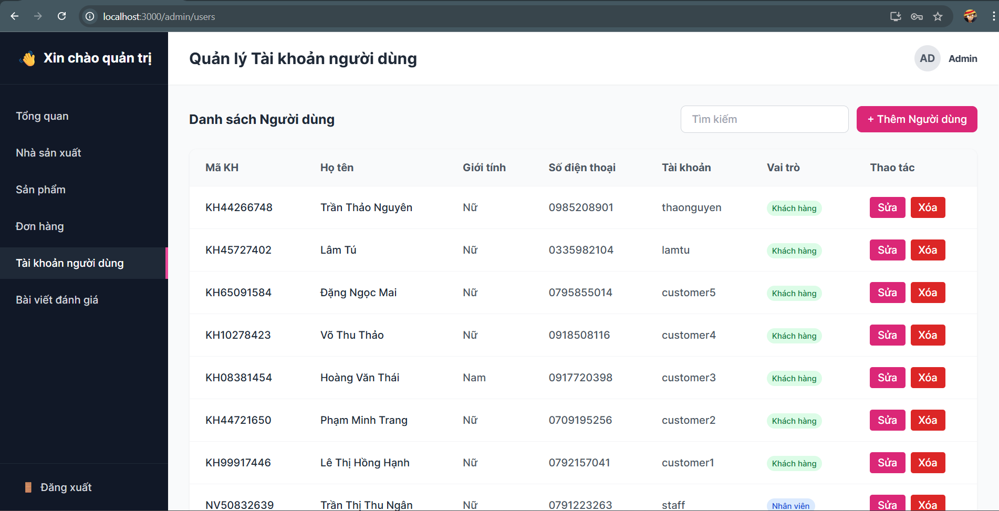 localhost:3000/admin/users
Xin chào quản trị
Quản lý Tài khoản người dùng
AD Admin
Tổng quan
Nhà sản xuất
Sản phẩm
Đơn hàng
Tài khoản người dùng
Bài viết đánh giá
Đăng xuất
Danh sách Người dùng Tìm kiếm + Thêm Người dùng
Mã KH Họ tên Giới tính Số điện thoại Tài khoản Vai trò Thao tác
KH44266748 Trần Thảo Nguyên Nữ 0985208901 thaonguyen Khách hàng Sửa Xóa
KH45727402 Lâm Tú Nữ 0335982104 lamtu Khách hàng Sửa Xóa
KH65091584 Đặng Ngọc Mai Nữ 0795855014 customer5 Khách hàng Sửa Xóa
KH10278423 Võ Thu Thảo Nữ 0918508116 customer4 Khách hàng Sửa Xóa
KH08381454 Hoàng Văn Thái Nam 0917720398 customer3 Khách hàng Sửa Xóa
KH44721650 Phạm Minh Trang Nữ 0709195256 customer2 Khách hàng Sửa Xóa
KH99917446 Lê Thị Hồng Hạnh Nữ 0792157041 customer1 Khách hàng Sửa Xóa
NV50832639 Trần Thị Thu Ngân Nữ 0791223263 staff Nhân viên Sửa Xóa